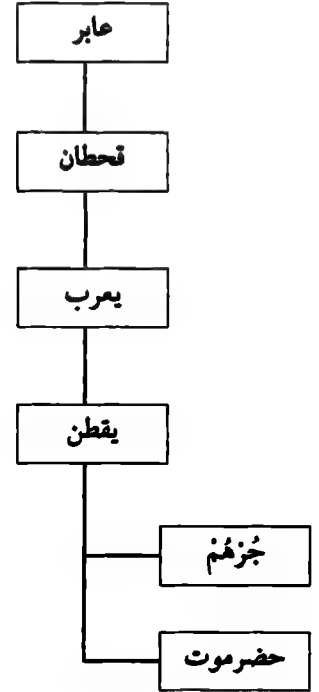 عابر
قحطان
يعرب
يقطن
جُرْهُمْ
حضرموت